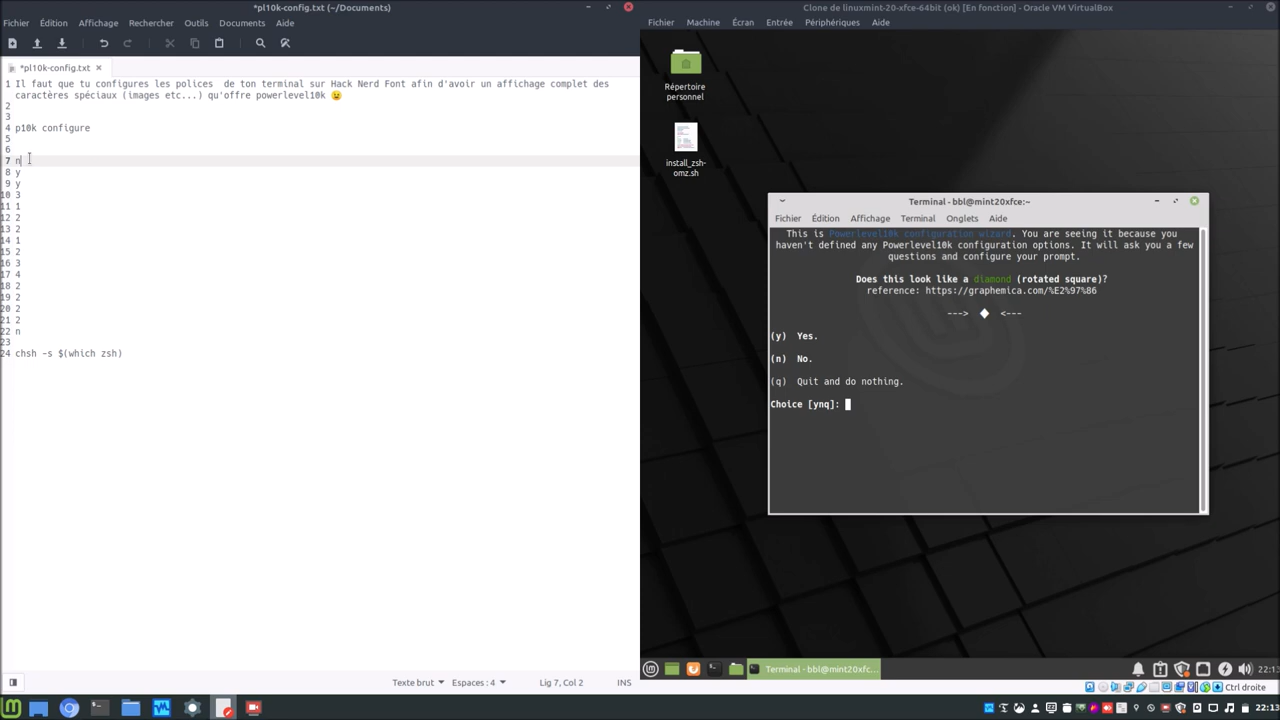 *pl10k-config.txt (~/Documents)
Fichier Édition Affichage Rechercher Outils Documents Aide
*pl10k-config.txt ×
1 Il faut que tu configures les polices  de ton terminal sur Hack Nerd Font afin d'avoir un affichage complet des
caractères spéciaux (images etc...) qu'offre powerlevel10k 😉
2
3
4 p10k configure
5
6
7 n
8 y
9 y
10 3
11 1
12 2
13 2
14 1
15 2
16 3
17 4
18 2
19 2
20 2
21 2
22 n
23
24 chsh -s $(which zsh)
Texte brut Espaces : 4 Lig 7, Col 2 INS
Clone de linuxmint-20-xfce-64bit (ok) [En fonction] - Oracle VM VirtualBox
Fichier Machine Écran Entrée Périphériques Aide
Répertoire
personnel
install_zsh-
omz.sh
Terminal - bbl@mint20xfce:~
Fichier Édition Affichage Terminal Onglets Aide
This is Powerlevel10k configuration wizard. You are seeing it because you
haven't defined any Powerlevel10k configuration options. It will ask you a few
questions and configure your prompt.
Does this look like a diamond (rotated square)?
reference: https://graphemica.com/%E2%97%86
---> ◆ <---
(y) Yes.
(n) No.
(q) Quit and do nothing.
Choice [ynq]:
Terminal - bbl@mint20xfc...
22:13
Ctrl droite
22:13